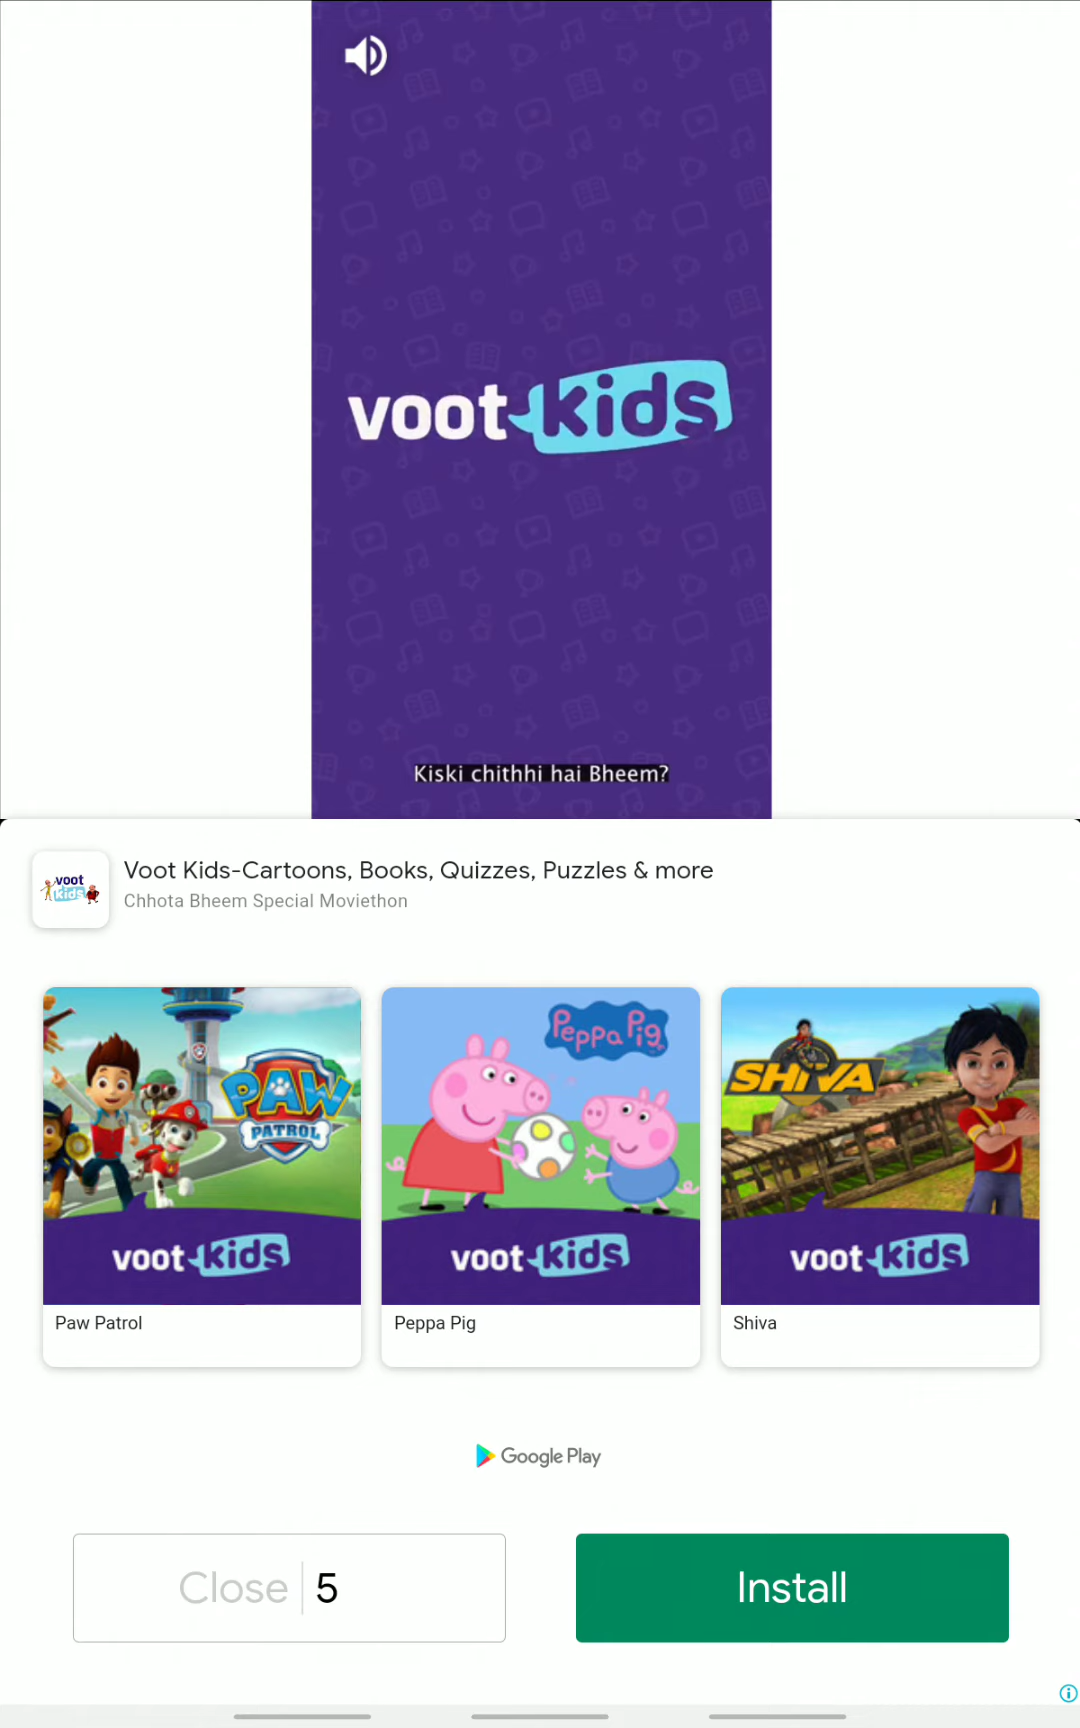 voot kids
Kiski chithhi hai Bheem?
voot kids
Voot Kids-Cartoons, Books, Quizzes, Puzzles & more
Chhota Bheem Special Moviethon
PAW PATROL
Peppa Pig
SHIVA
voot kids
voot kids
voot kids
Paw Patrol
Peppa Pig
Shiva
Google Play
Close 5
Install